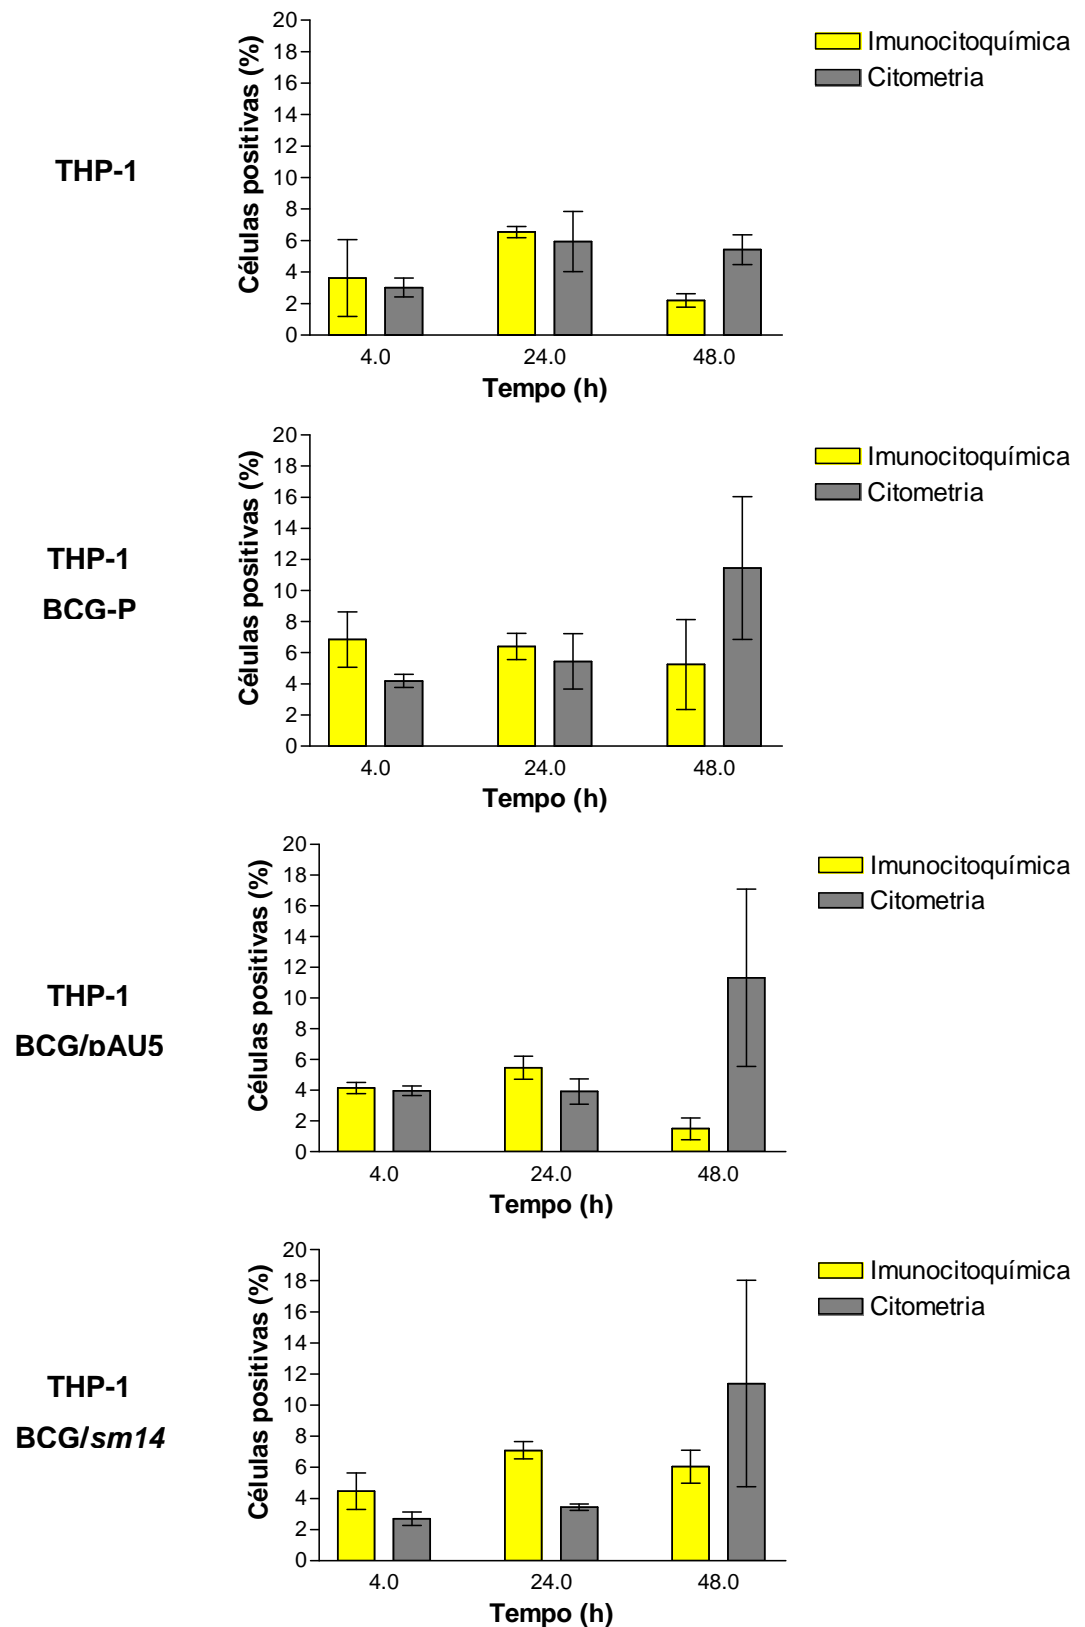 20
18
16
14
12
10
8
6
4
2
0
Células positivas (%)
4.0 24.0 48.0
Tempo (h)
Imunocitoquímica
Citometria
THP-1
20
18
16
14
12
10
8
6
4
2
0
Células positivas (%)
4.0 24.0 48.0
Tempo (h)
Imunocitoquímica
Citometria
THP-1
BCG-P
20
18
16
14
12
10
8
6
4
2
0
Células positivas (%)
4.0 24.0 48.0
Tempo (h)
Imunocitoquímica
Citometria
THP-1
BCG/pAU5
20
18
16
14
12
10
8
6
4
2
0
Células positivas (%)
4.0 24.0 48.0
Tempo (h)
Imunocitoquímica
Citometria
THP-1
BCG/sm14